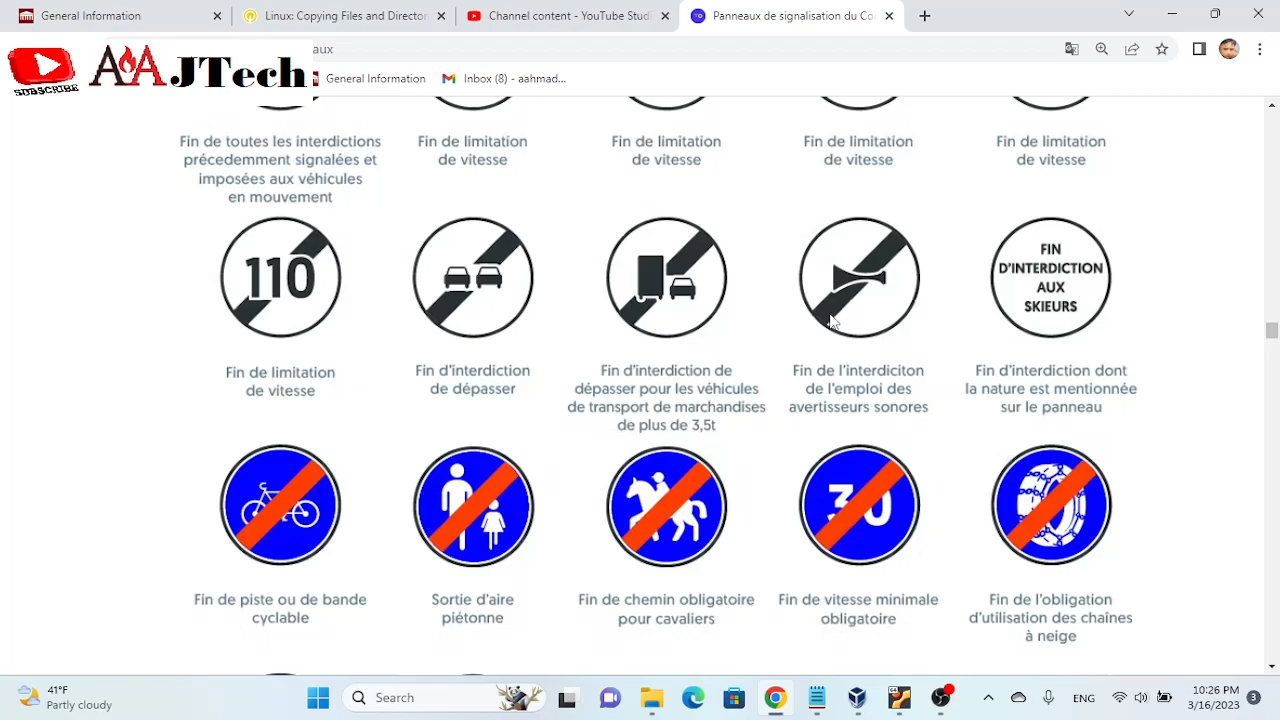 General Information
Linux Copying Files and Directo
Channel content - YouTube Studi
Panneaux de signalisation du Co
SUBSCRIBE
AAAJTech
aux
General Information
Inbox (8) - aahmad...
Fin de toutes les interdictions
précedemment signalées et
imposées aux véhicules
en mouvement
Fin de limitation
de vitesse
Fin de limitation
de vitesse
Fin de limitation
de vitesse
Fin de limitation
de vitesse
110
FIN
D'INTERDICTION
AUX
SKIEURS
Fin de limitation
de vitesse
Fin d'interdiction
de dépasser
Fin d'interdiction de
dépasser pour les véhicules
de transport de marchandises
de plus de 3,5t
Fin de l'interdiciton
de l'emploi des
avertisseurs sonores
Fin d'interdiction dont
la nature est mentionnée
sur le panneau
30
Fin de piste ou de bande
cyclable
Sortie d'aire
piétonne
Fin de chemin obligatoire
pour cavaliers
Fin de vitesse minimale
obligatoire
Fin de l'obligation
d'utilisation des chaînes
à neige
41°F
Partly cloudy
Search
ENG
10:36 PM
3/16/2023
3